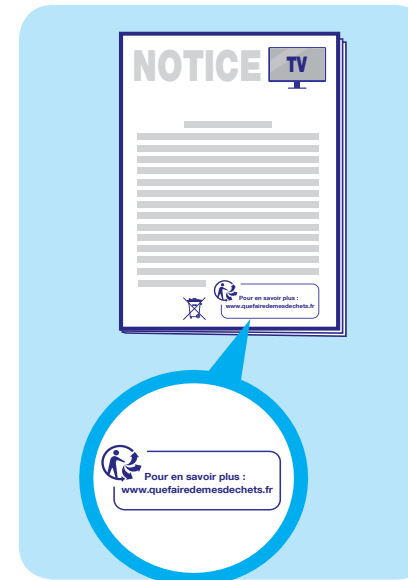 NOTICE TV
Pour en savoir plus :
www.quefairedemesdechets.fr
Pour en savoir plus :
www.quefairedemesdechets.fr